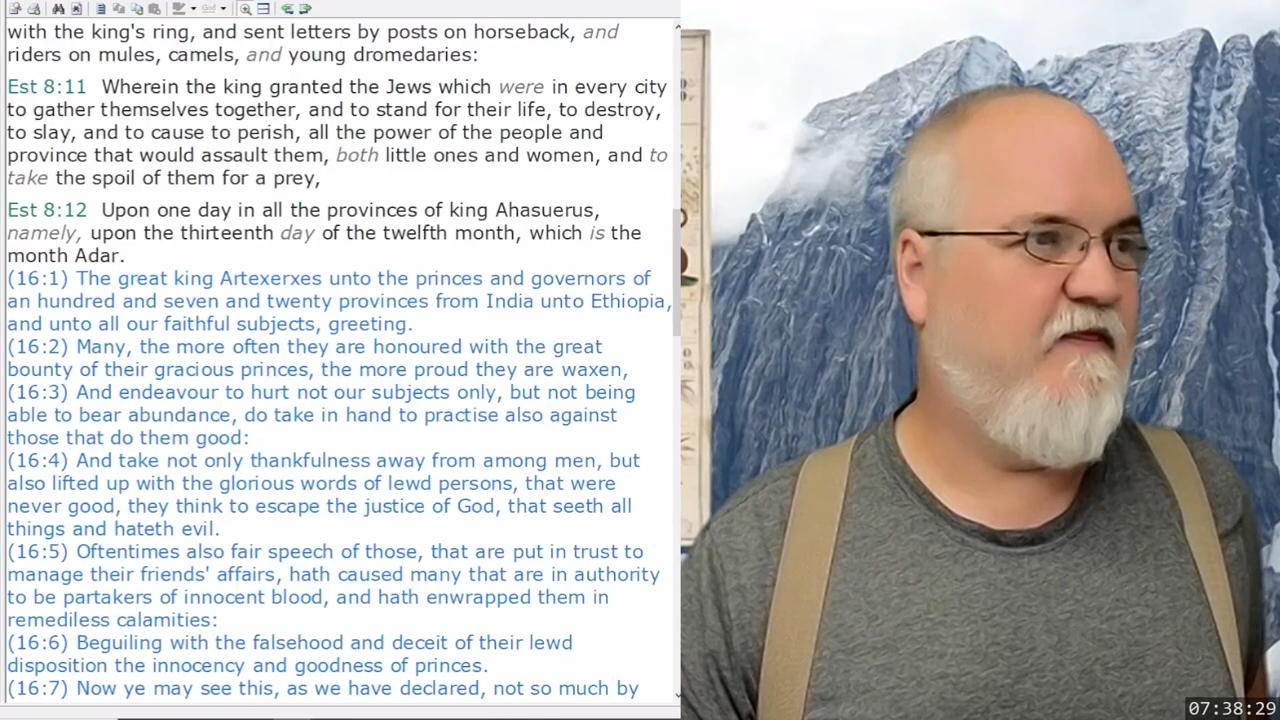 with the king's ring, and sent letters by posts on horseback, and
riders on mules, camels, and young dromedaries:
Est 8:11 Wherein the king granted the Jews which were in every city
to gather themselves together, and to stand for their life, to destroy,
to slay, and to cause to perish, all the power of the people and
province that would assault them, both little ones and women, and to
take the spoil of them for a prey,
Est 8:12 Upon one day in all the provinces of king Ahasuerus,
namely, upon the thirteenth day of the twelfth month, which is the
month Adar.
(16:1) The great king Artexerxes unto the princes and governors of
an hundred and seven and twenty provinces from India unto Ethiopia,
and unto all our faithful subjects, greeting.
(16:2) Many, the more often they are honoured with the great
bounty of their gracious princes, the more proud they are waxen,
(16:3) And endeavour to hurt not our subjects only, but not being
able to bear abundance, do take in hand to practise also against
those that do them good:
(16:4) And take not only thankfulness away from among men, but
also lifted up with the glorious words of lewd persons, that were
never good, they think to escape the justice of God, that seeth all
things and hateth evil.
(16:5) Oftentimes also fair speech of those, that are put in trust to
manage their friends' affairs, hath caused many that are in authority
to be partakers of innocent blood, and hath enwrapped them in
remediless calamities:
(16:6) Beguiling with the falsehood and deceit of their lewd
disposition the innocency and goodness of princes.
(16:7) Now ye may see this, as we have declared, not so much by
07:38:29